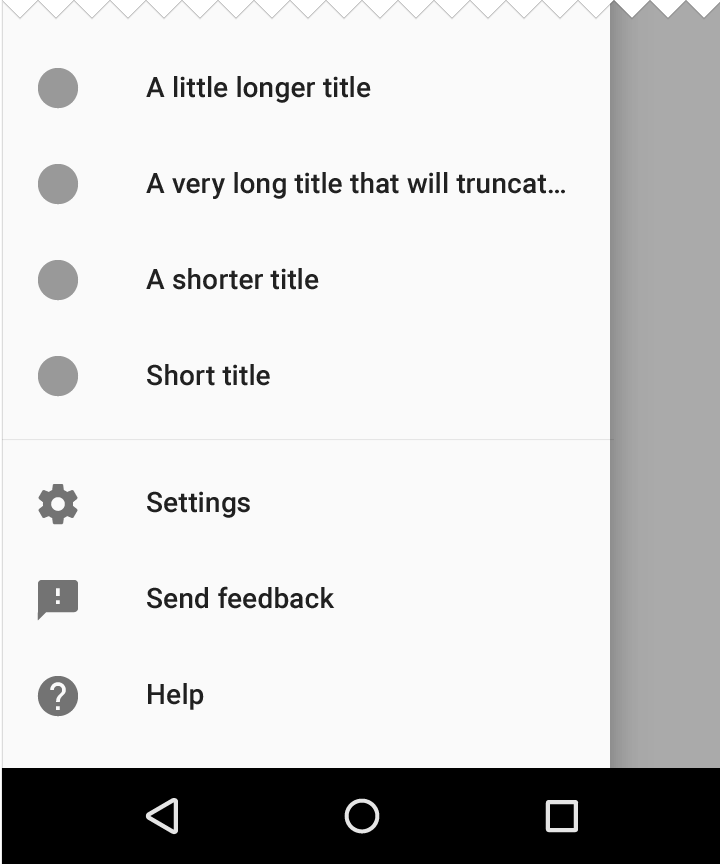 A little longer title
A very long title that will truncat...
A shorter title
Short title
Settings
Send feedback
Help